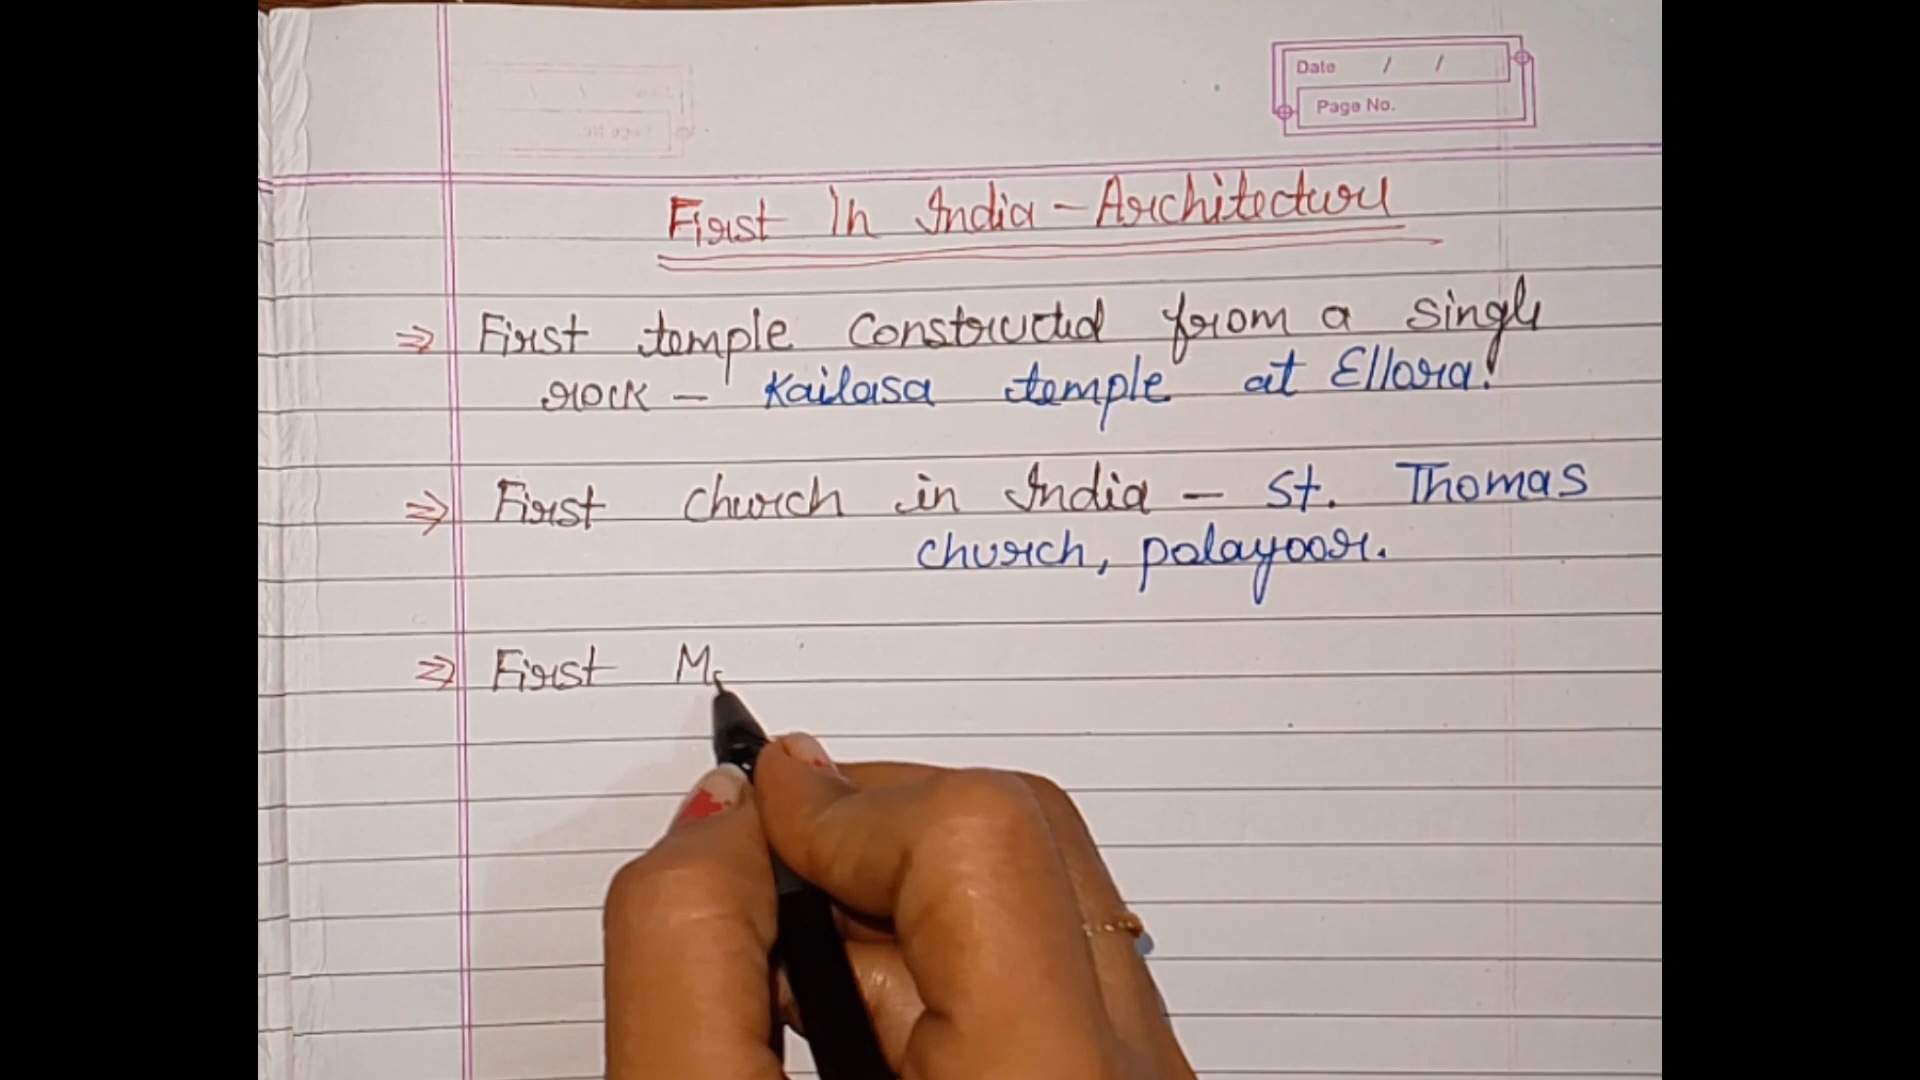 Date / /
Page No.
First In India - Architecture
⇒ First temple Constructed from a single
rock - Kailasa temple at Ellora.
⇒ First church in India - St. Thomas
church, palayoor.
⇒ First M